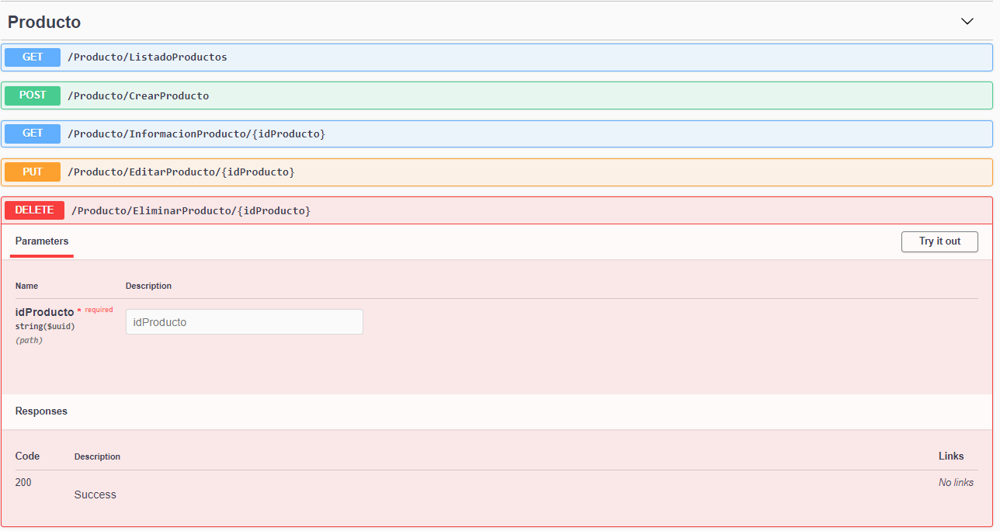 Producto
GET /Producto/ListadoProductos
POST /Producto/CrearProducto
GET /Producto/InformacionProducto/{idProducto}
PUT /Producto/EditarProducto/{idProducto}
DELETE /Producto/EliminarProducto/{idProducto}
Parameters Try it out
Name Description
idProducto * required
string($uuid)
(path)
idProducto
Responses
Code Description Links
200 Success No links